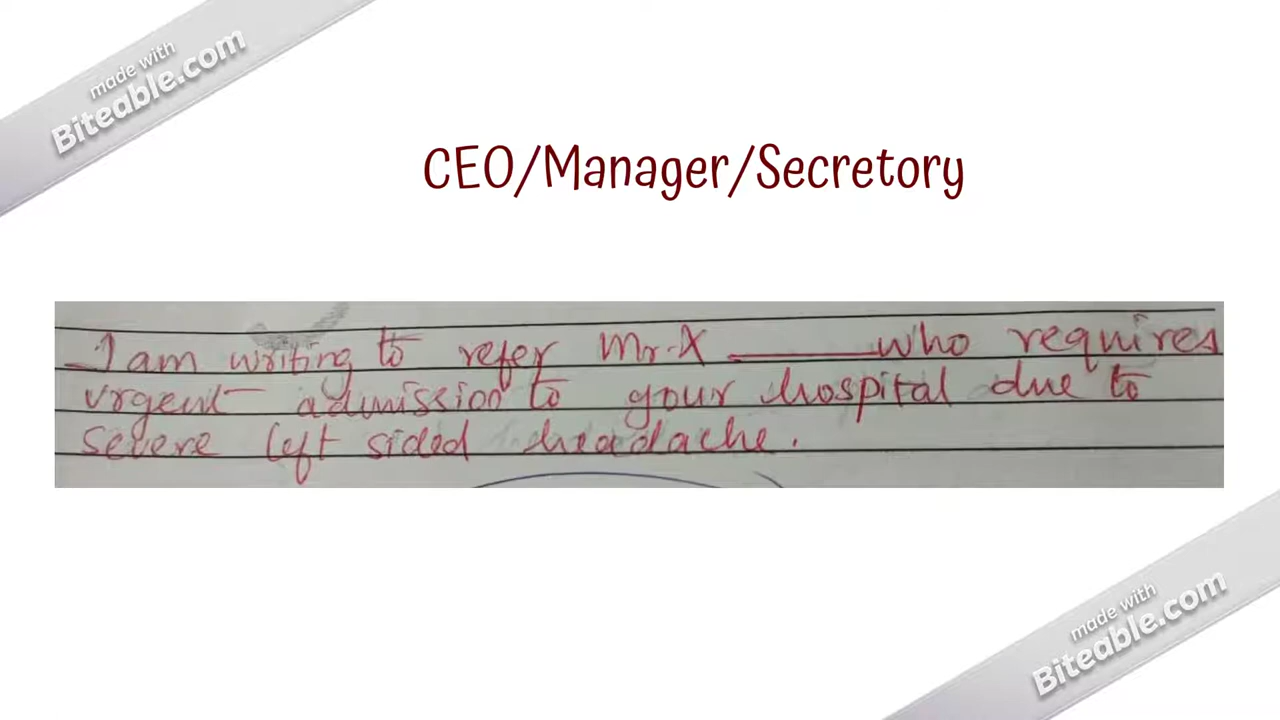 made with
Biteable.com
CEO/Manager/Secretory
I am writing to refer Mr.X ______ who requires
urgent admission to your hospital due to
severe left sided headache.
made with
Biteable.com